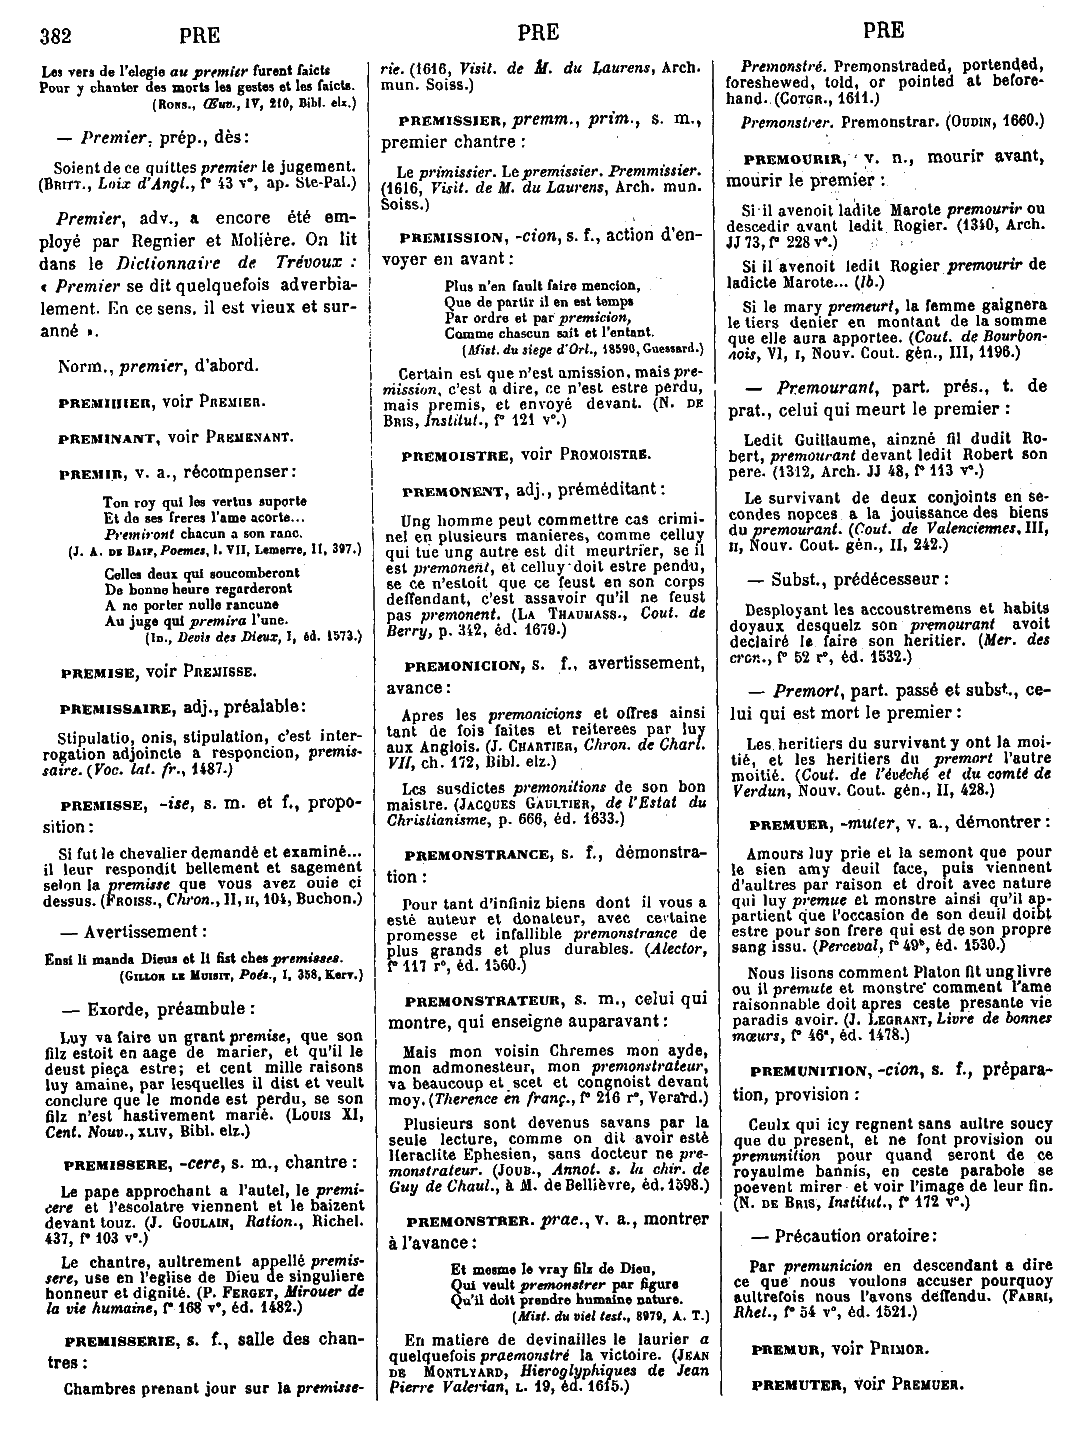 382 PRE PRE PRE
Les vers de l'elegie au premier furent faicts
Pour y chanter des morts les gestes et les faicts.
(Rons., Œuv., IV, 210, Bibl. elz.)
— Premier, prép., dès :
Soient de ce quittes premier le jugement.
(Britt., Loix d'Angl., f° 43 v°, ap. Ste-Pal.)
Premier, adv., a encore été em-
ployé par Regnier et Molière. On lit
dans le Dictionnaire de Trévoux :
« Premier se dit quelquefois adverbia-
lement. En ce sens, il est vieux et sur-
anné ».
Norm., premier, d'abord.
PREMIHIER, voir Premier.
PREMINANT, voir Premenant.
PREMIR, v. a., récompenser :
Ton roy qui les vertus suporte
Et de ses freres l'ame acorte...
Premiront chacun a son ranc.
(J. A. de Baif, Poemes, l. VII, Lemerre, II, 397.)
Celles deux qui soucomberont
De bonne heure regarderont
A ne porter nulle rancune
Au juge qui premira l'une.
(Id., Devis des Dieux, I, éd. 1573.)
PREMISE, voir Premisse.
PREMISSAIRE, adj., préalable :
Stipulatio, onis, stipulation, c'est inter-
rogation adjoincte a responcion, premis-
saire. (Voc. lat. fr., 1487.)
PREMISSE, -ise, s. m. et f., propo-
sition :
Si fut le chevalier demandé et examiné...
il leur respondit bellement et sagement
selon la premisse que vous avez ouie ci
dessus. (Froiss., Chron., II, ii, 104, Buchon.)
— Avertissement :
Ensi li manda Dieus et li fist ches premisses.
(Gillon le Muisit, Poés., I, 358, Kerv.)
— Exorde, préambule :
Luy va faire un grant premise, que son
filz estoit en aage de marier, et qu'il le
deust pieça estre ; et cent mille raisons
luy amaine, par lesquelles il dist et veult
conclure que le monde est perdu, se son
filz n'est hastivement marié. (Louis XI,
Cent. Nouv., xliv, Bibl. elz.)
PREMISSERE, -cere, s. m., chantre :
Le pape approchant a l'autel, le premi-
cere et l'escolatre viennent et le baizent
devant touz. (J. Goulain, Ration., Richel.
437, f° 103 v°.)
Le chantre, aultrement appellé premis-
sere, use en l'eglise de Dieu de singuliere
honneur et dignité. (P. Ferget, Mirouer de
la vie humaine, f° 168 v°, éd. 1482.)
PREMISSERIE, s. f., salle des chan-
tres :
Chambres prenant jour sur la premisse-
rie. (1616, Visit. de M. du Laurens, Arch.
mun. Soiss.)
PREMISSIER, premm., prim., s. m.,
premier chantre :
Le primissier. Le premissier. Premmissier.
(1616, Visit. de M. du Laurens, Arch. mun.
Soiss.)
PREMISSION, -cion, s. f., action d'en-
voyer en avant :
Plus n'en fault faire mencion,
Que de partir il en est temps
Par ordre et par premicion,
Comme chascun sait et l'entant.
(Mist. du siege d'Orl., 18590, Guessard.)
Certain est que n'est amission, mais pre-
mission, c'est a dire, ce n'est estre perdu,
mais premis, et envoyé devant. (N. de
Bris, Institut., f° 121 v°.)
PREMOISTRE, voir Promoistre.
PREMONENT, adj., préméditant :
Ung homme peut commettre cas crimi-
nel en plusieurs manieres, comme celluy
qui tue ung autre est dit meurtrier, se il
est premonent, et celluy doit estre pendu,
se ce n'estoit que ce feust en son corps
deffendant, c'est assavoir qu'il ne feust
pas premonent. (La Thaumass., Cout. de
Berry, p. 342, éd. 1679.)
PREMONICION, s. f., avertissement,
avance :
Apres les premonicions et offres ainsi
tant de fois faites et reiterees par luy
aux Anglois. (J. Chartier, Chron. de Charl.
VII, ch. 172, Bibl. elz.)
Les susdictes premonitions de son bon
maistre. (Jacques Gaultier, de l'Estat du
Christianisme, p. 666, éd. 1633.)
PREMONSTRANCE, s. f., démonstra-
tion :
Pour tant d'infiniz biens dont il vous a
esté auteur et donateur, avec certaine
promesse et infallible premonstrance de
plus grands et plus durables. (Alector,
f° 117 r°, éd. 1560.)
PREMONSTRATEUR, s. m., celui qui
montre, qui enseigne auparavant :
Mais mon voisin Chremes mon ayde,
mon admonesteur, mon premonstrateur,
va beaucoup et scet et congnoist devant
moy. (Therence en franç., f° 216 r°, Verard.)
Plusieurs sont devenus savans par la
seule lecture, comme on dit avoir esté
Heraclite Ephesien, sans docteur ne pre-
monstrateur. (Joub., Annot. s. la chir. de
Guy de Chaul., à M. de Bellièvre, éd. 1598.)
PREMONSTRER. prae., v. a., montrer
à l'avance :
Et mesme le vray filz de Dieu,
Qui veult premonstrer par figure
Qu'il doit prendre humaine nature.
(Mist. du viel test., 8979, A. T.)
En matiere de devinailles le laurier a
quelquefois praemonstré la victoire. (Jean
de Montlyard, Hieroglyphiques de Jean
Pierre Valerian, l. 19, éd. 1615.)
Premonstré. Premonstraded, portended,
foreshewed, told, or pointed at before-
hand. (Cotgr., 1611.)
Premonstrer. Premonstrar. (Oudin, 1660.)
PREMOURIR, v. n., mourir avant,
mourir le premier :
Si il avenoit ladite Marote premourir ou
descedir avant ledit Rogier. (1340, Arch.
JJ 73, f° 228 v°.)
Si il avenoit ledit Rogier premourir de
ladicte Marote... (Ib.)
Si le mary premeurt, la femme gaignera
le tiers denier en montant de la somme
que elle aura apportee. (Cout. de Bourbon-
nois, VI, i, Nouv. Cout. gén., III, 1196.)
— Premourant, part. prés., t. de
prat., celui qui meurt le premier :
Ledit Guillaume, ainzné fil dudit Ro-
bert, premourant devant ledit Robert son
pere. (1312, Arch. JJ 48, f° 113 v°.)
Le survivant de deux conjoints en se-
condes nopces a la jouissance des biens
du premourant. (Cout. de Valenciennes, III,
ii, Nouv. Cout. gén., II, 242.)
— Subst., prédécesseur :
Desployant les accoustremens et habits
doyaux desquelz son premourant avoit
declairé le faire son heritier. (Mer. des
cron., f° 52 r°, éd. 1532.)
— Premort, part. passé et subst., ce-
lui qui est mort le premier :
Les heritiers du survivant y ont la moi-
tié, et les heritiers du premort l'autre
moitié. (Cout. de l'évêché et du comté de
Verdun, Nouv. Cout. gén., II, 428.)
PREMUER, -muter, v. a., démontrer :
Amours luy prie et la semont que pour
le sien amy deuil face, puis viennent
d'aultres par raison et droit avec nature
qui luy premue et monstre ainsi qu'il ap-
partient que l'occasion de son deuil doibt
estre pour son frere qui est de son propre
sang issu. (Perceval, f° 49ᵇ, éd. 1530.)
Nous lisons comment Platon fit ung livre
ou il premute et monstre comment l'ame
raisonnable doit apres ceste presante vie
paradis avoir. (J. Legrant, Livre de bonnes
mœurs, f° 46ᵃ, éd. 1478.)
PREMUNITION, -cion, s. f., prépara-
tion, provision :
Ceulx qui icy regnent sans aultre soucy
que du present, et ne font provision ou
premunition pour quand seront de ce
royaulme bannis, en ceste parabole se
poevent mirer et voir l'image de leur fin.
(N. de Bris, Institut., f° 172 v°.)
— Précaution oratoire :
Par premunicion en descendant a dire
ce que nous voulons accuser pourquoy
aultrefois nous l'avons deffendu. (Fabri,
Rhet., f° 54 v°, éd. 1521.)
PREMUR, voir Primor.
PREMUTER, voir Premuer.